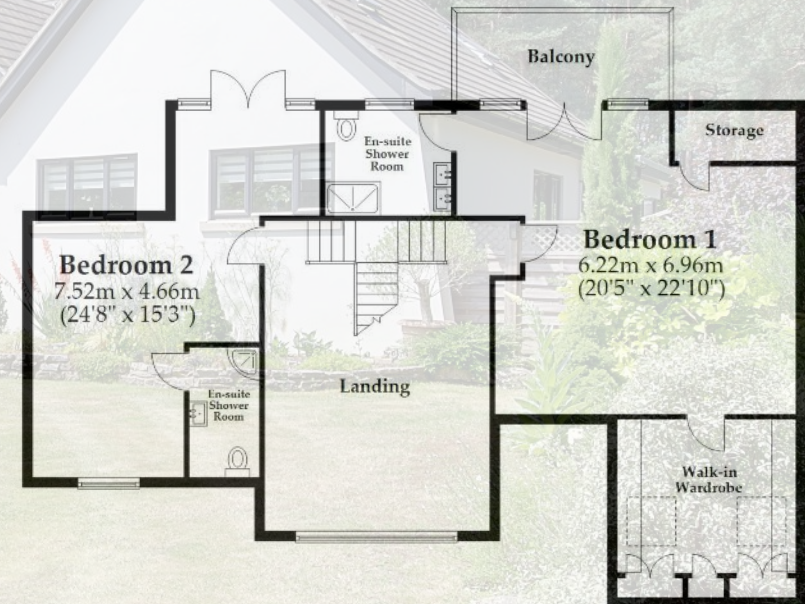 Balcony
Storage
En-suite
Shower
Room
Bedroom 1
6.22m x 6.96m
(20'5" x 22'10")
Bedroom 2
7.52m x 4.66m
(24'8" x 15'3")
Landing
En-suite
Shower
Room
Walk-in
Wardrobe
N